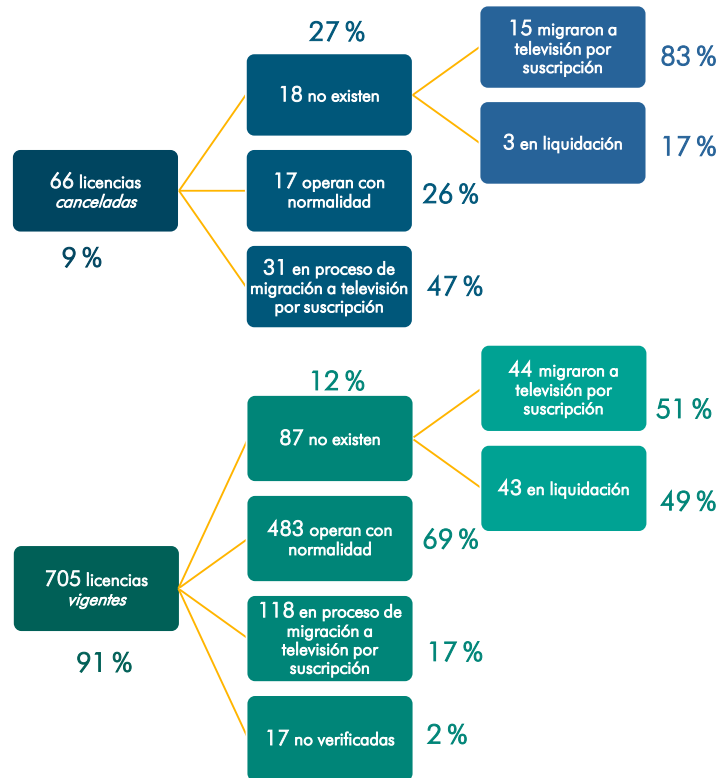 27 %
15 migraron a
televisión por
suscripción
83 %
18 no existen
3 en liquidación
17 %
66 licencias
canceladas
9 %
17 operan con
normalidad
26 %
31 en proceso de
migración a televisión
por suscripción
47 %
12 %
44 migraron a
televisión por
suscripción
51 %
87 no existen
43 en liquidación
49 %
483 operan con
normalidad
69 %
705 licencias
vigentes
91 %
118 en proceso de
migración a
televisión por
suscripción
17 %
17 no verificadas
2 %